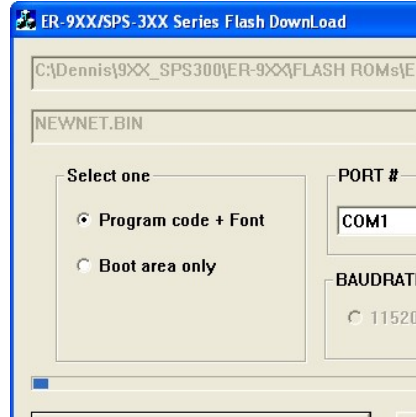 ER-9XX/SPS-3XX Series Flash DownLoad
C:\Dennis\9XX_SPS300\ER-9XX\FLASH ROMs\E
NEWNET.BIN
Select one
PORT #
Program code + Font
COM1
Boot area only
BAUDRAT
11520